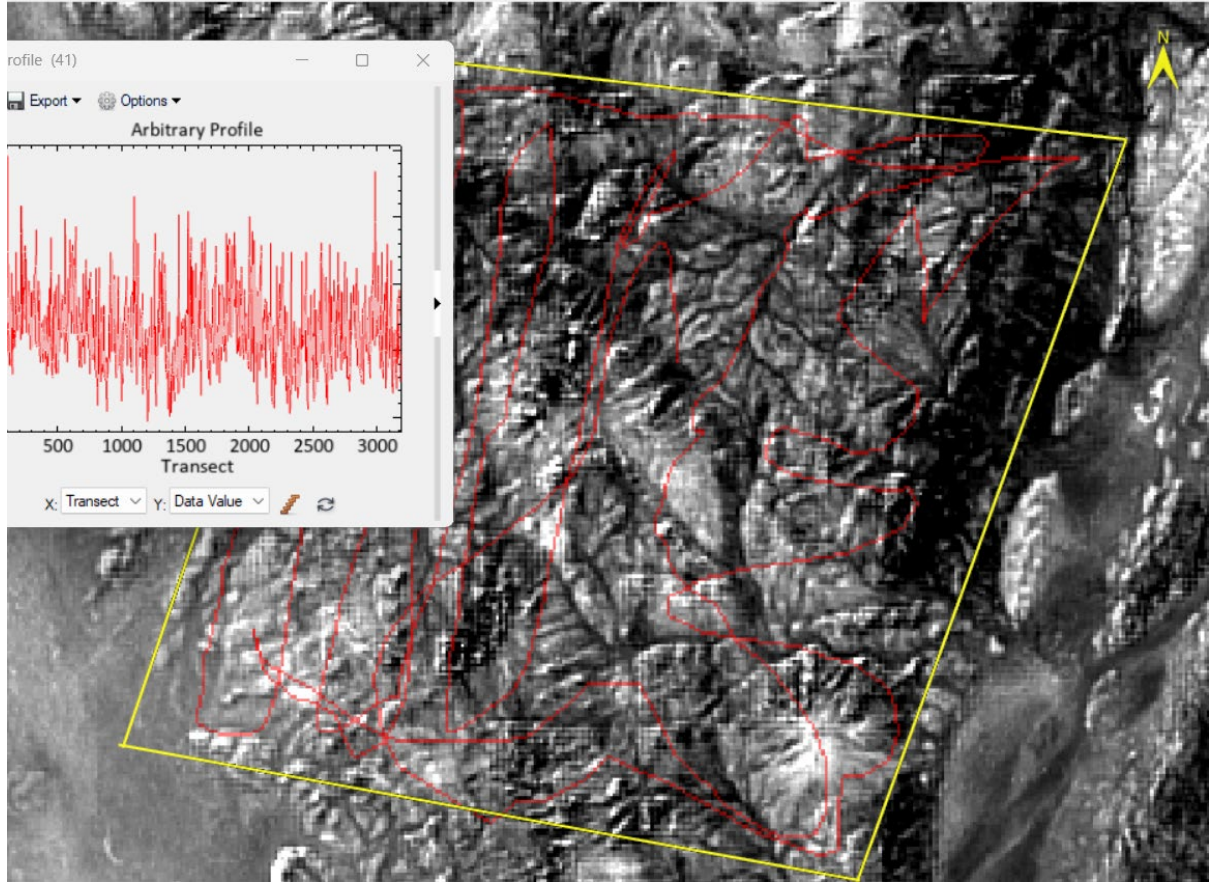 rofile (41)
Export Options
Arbitrary Profile
500 1000 1500 2000 2500 3000
Transect
X: Transect Y: Data Value
N